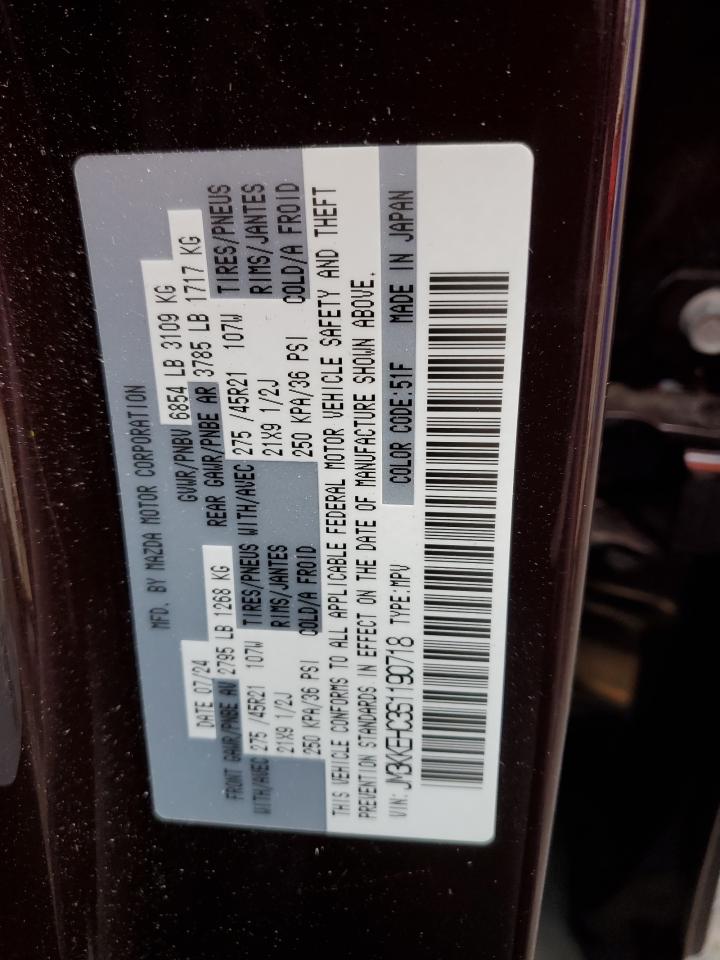 MFD. BY MAZDA MOTOR CORPORATION
DATE 07/24 GVWR/PNBV 6854 LB 3109 KG
FRONT GAWR/PNBE AV 2795 LB 1268 KG REAR GAWR/PNBE AR 3785 LB 1717 KG
WITH/AVEC 275 /45R21 107W TIRES/PNEUS WITH/AVEC 275 /45R21 107W TIRES/PNEUS
21X9 1/2J RIMS/JANTES 21X9 1/2J RIMS/JANTES
250 KPA/36 PSI COLD/A FROID 250 KPA/36 PSI COLD/A FROID
THIS VEHICLE CONFORMS TO ALL APPLICABLE FEDERAL MOTOR VEHICLE SAFETY AND THEFT
PREVENTION STANDARDS IN EFFECT ON THE DATE OF MANUFACTURE SHOWN ABOVE.
VIN: JM3KKEHC3S1190718 TYPE:MPV COLOR CODE:51F MADE IN JAPAN